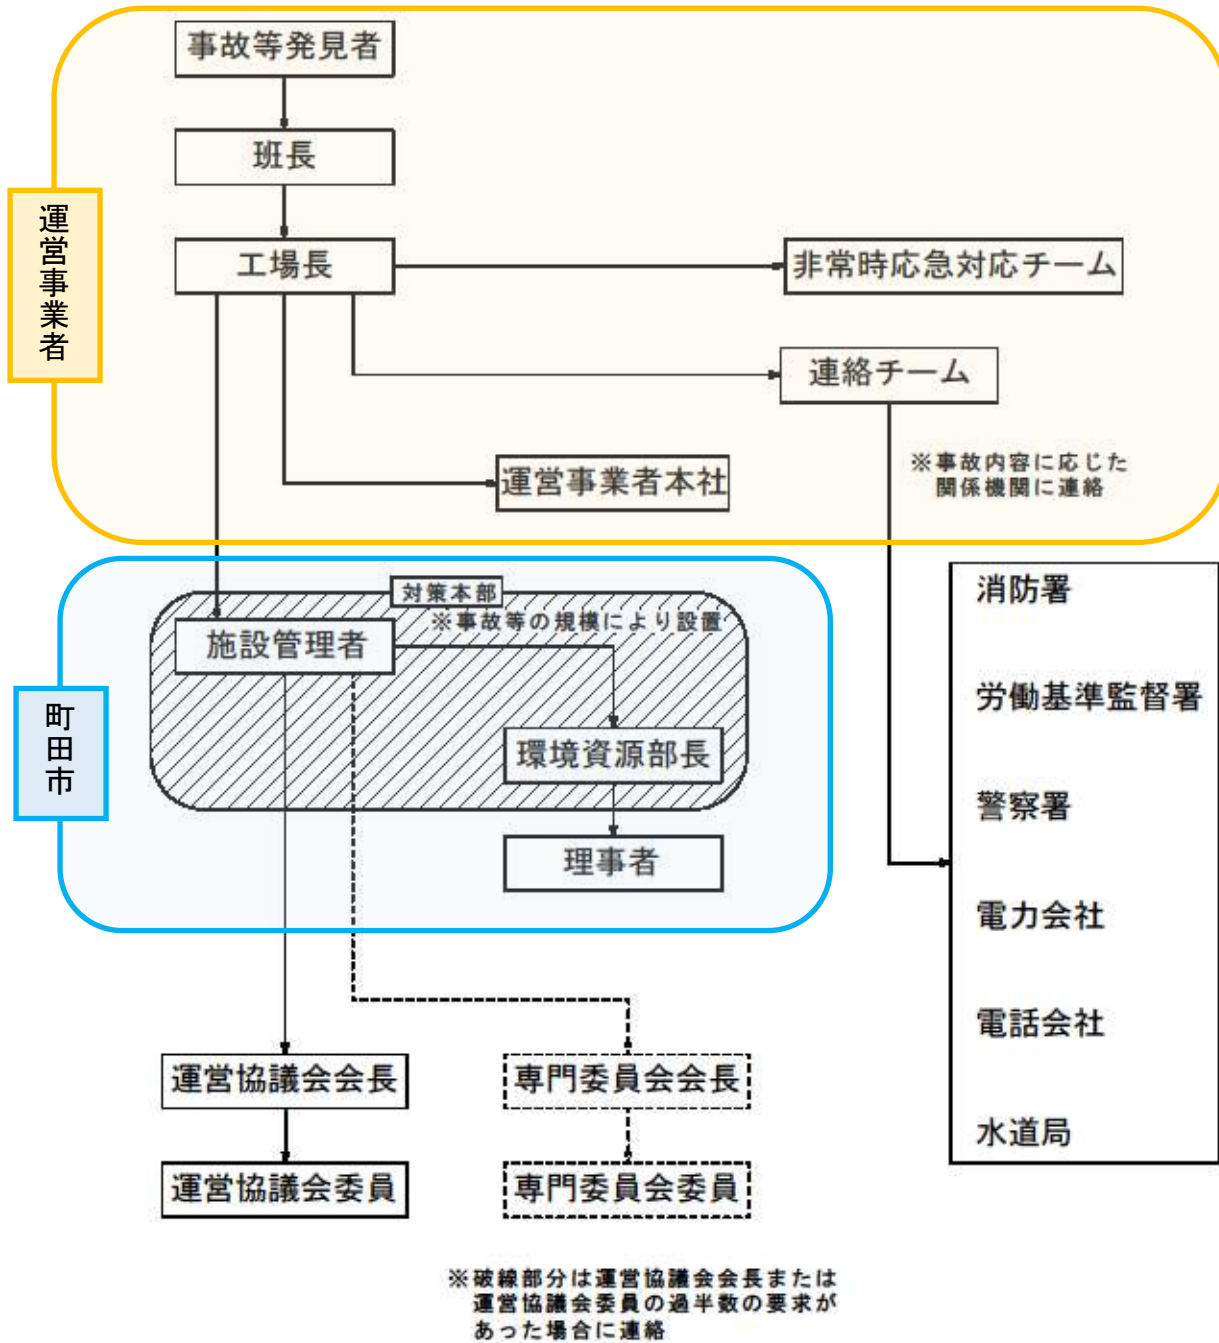 事故等発見者
班長
運営事業者
工場長
非常時応急対応チーム
連絡チーム
※事故内容に応じた
関係機関に連絡
運営事業者本社
対策本部
※事故等の規模により設置
施設管理者
町田市
環境資源部長
理事者
消防署
労働基準監督署
警察署
電力会社
電話会社
水道局
運営協議会会長
専門委員会会長
運営協議会委員
専門委員会委員
※破線部分は運営協議会会長または
運営協議会委員の過半数の要求が
あった場合に連絡